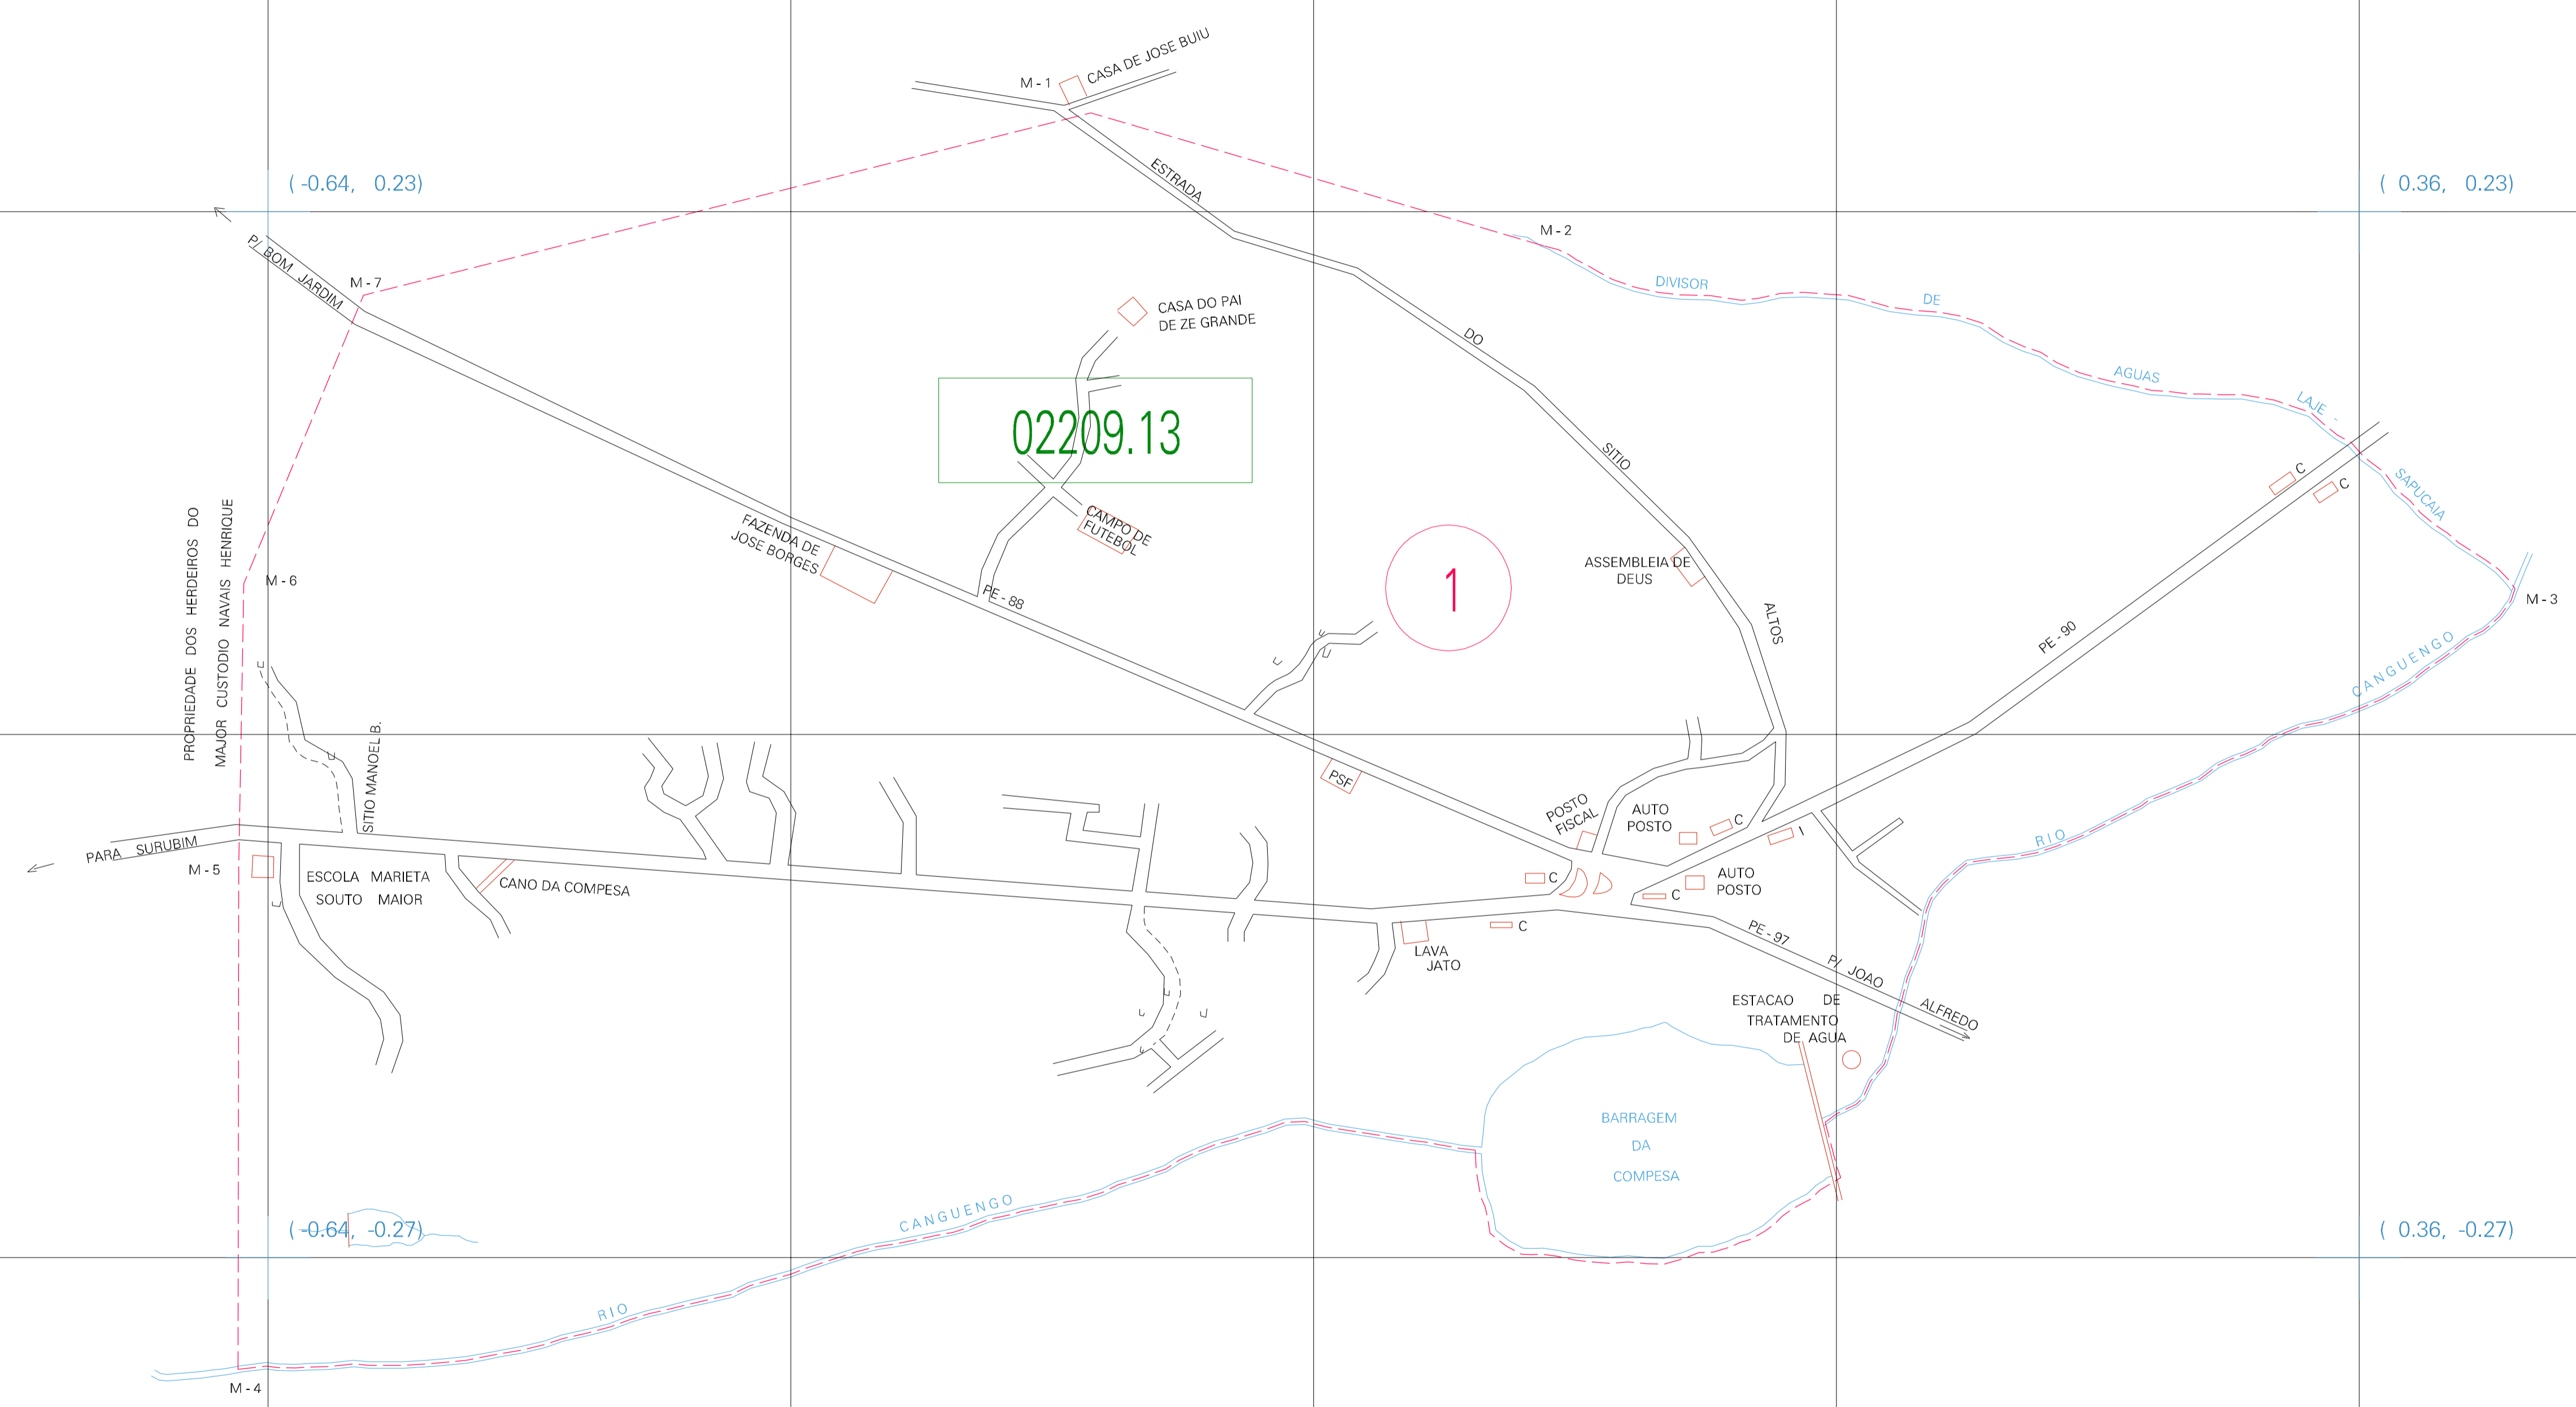 CASA DE JOSE BUIU
M - 1
( -0.64, 0.23)
( 0.36, 0.23)
ESTRADA
M - 2
P/ BOM JARDIM
M - 7
DIVISOR
DE
CASA DO PAI
DE ZE GRANDE
DO
AGUAS
LAJE -
02209.13
SITIO
C
C
SAPUCAIA
PROPRIEDADE DOS HERDEIROS DO
MAJOR CUSTODIO NAVAIS HENRIQUE
FAZENDA DE
JOSE BORGES
CAMPO DE
FUTEBOL
1
ASSEMBLEIA DE
DEUS
M - 6
PE - 88
ALTOS
M - 3
PE - 90
CANGUENGO
SITIO MANOEL B.
PSF
POSTO
FISCAL
AUTO
POSTO
C
I
RIO
PARA SURUBIM
M - 5
ESCOLA MARIETA
SOUTO MAIOR
CANO DA COMPESA
C
AUTO
POSTO
C
C
LAVA
JATO
PE - 97
P/ JOAO
ALFREDO
ESTACAO DE
TRATAMENTO
DE AGUA
BARRAGEM
DA
COMPESA
CANGUENGO
( -0.64, -0.27)
( 0.36, -0.27)
RIO
M - 4